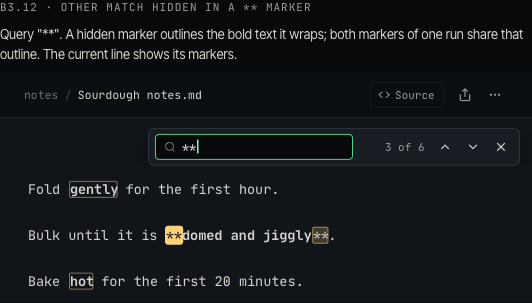 B3.12 · OTHER MATCH HIDDEN IN A ** MARKER
Query "**". A hidden marker outlines the bold text it wraps; both markers of one run share that
outline. The current line shows its markers.
notes / Sourdough notes.md
<> Source
**
3 of 6
Fold gently for the first hour.
Bulk until it is **domed and jiggly**.
Bake hot for the first 20 minutes.